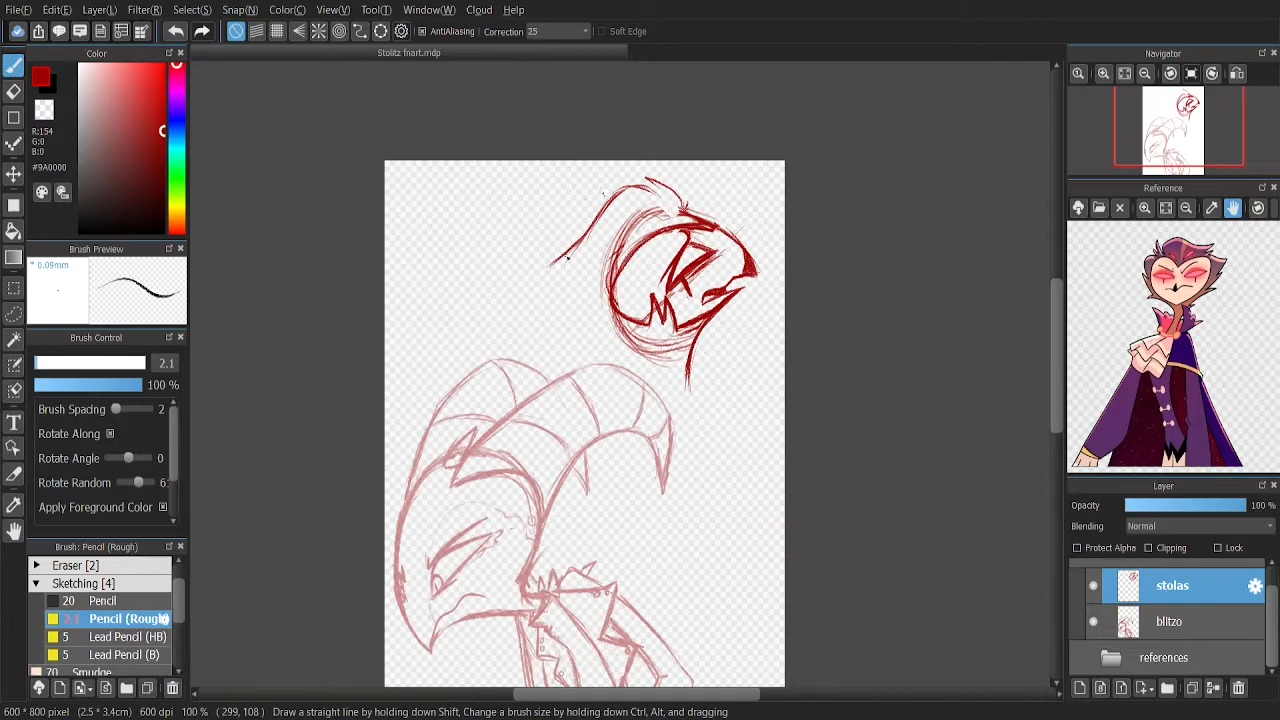 File(F) Edit(E) Layer(L) Filter(R) Select(S) Snap(N) Color(C) View(V) Tool(T) Window(W) Cloud Help
AntiAliasing Correction 25 Soft Edge
Color
Stolitz fnart.mdp
Navigator
R:154
G:0
B:0
#9A0000
Reference
Brush Preview
0.09mm
Brush Control
2.1
100 %
Brush Spacing 2
Rotate Along
Rotate Angle 0
Rotate Random
Apply Foreground Color
Layer
Opacity 100 %
Blending Normal
Protect Alpha Clipping Lock
Brush: Pencil (Rough)
Eraser [2]
Sketching [4]
20 Pencil
2.1 Pencil (Rough)
5 Lead Pencil (HB)
5 Lead Pencil (B)
70 Smudge
stolas
blitzo
references
600 * 800 pixel (2.5 * 3.4cm) 600 dpi 100 % ( 299, 108 ) Draw a straight line by holding down Shift, Change a brush size by holding down Ctrl, Alt, and dragging